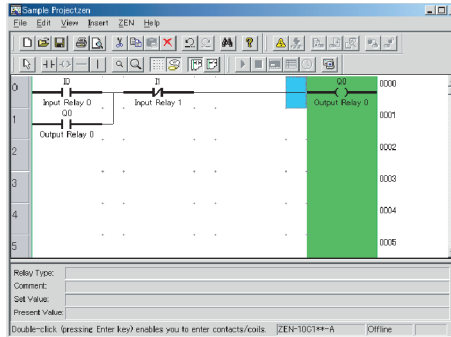 Sample Project.zen
File Edit View Insert ZEN Help
0 I0 I1 Q0 0000
Input Relay 0 Input Relay 1 Output Relay 0
1 Q0 0001
Output Relay 0
2 0002
3 0003
4 0004
5 0005
Relay Type:
Comment:
Set Value:
Present Value:
Double-click (pressing Enter key) enables you to enter contacts/coils. ZEN-10C1**-A Offline